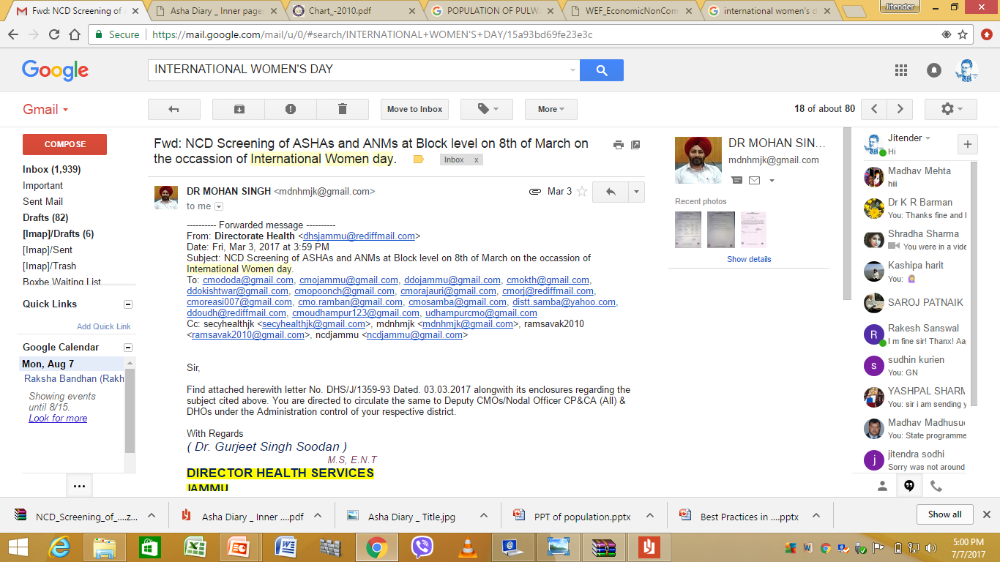 Fwd: NCD Screening of A
Asha Diary _ Inner page
Chart_-2010.pdf
POPULATION OF PULW
WEF_EconomicNonCom
international women's d
Jitender
Secure
https://mail.google.com/mail/u/0/#search/INTERNATIONAL+WOMEN'S+DAY/15a93bd69fe23e3c
Google
INTERNATIONAL WOMEN'S DAY
Gmail
Move to Inbox
More
18 of about 80
COMPOSE
Inbox (1,939)
Important
Sent Mail
Drafts (82)
[Imap]/Drafts (6)
[Imap]/Sent
[Imap]/Trash
Boxbe Waiting List
Quick Links
Add Quick Link
Google Calendar
Mon, Aug 7
Raksha Bandhan (Rakh
Showing events
until 8/15.
Look for more
Fwd: NCD Screening of ASHAs and ANMs at Block level on 8th of March on
the occassion of International Women day.
Inbox x
DR MOHAN SINGH <mdnhmjk@gmail.com>
Mar 3
to me
---------- Forwarded message ----------
From: Directorate Health <dhsjammu@rediffmail.com>
Date: Fri, Mar 3, 2017 at 3:59 PM
Subject: NCD Screening of ASHAs and ANMs at Block level on 8th of March on the occassion of
International Women day.
To: cmododa@gmail.com, cmojammu@gmail.com, ddojammu@gmail.com, cmokth@gmail.com,
ddokishtwar@gmail.com, cmopoonch@gmail.com, cmorajauri@gmail.com, cmorj@rediffmail.com,
cmoreasi007@gmail.com, cmo.ramban@gmail.com, cmosamba@gmail.com, distt.samba@yahoo.com,
ddoudh@rediffmail.com, cmoudhampur123@gmail.com, udhampurcmo@gmail.com
Cc: secyhealthjk <secyhealthjk@gmail.com>, mdnhmjk <mdnhmjk@gmail.com>, ramsavak2010
<ramsavak2010@gmail.com>, ncdjammu <ncdjammu@gmail.com>
Sir,
Find attached herewith letter No. DHS/J/1359-93 Dated. 03.03.2017 alongwith its enclosures regarding the
subject cited above. You are directed to circulate the same to Deputy CMOs/Nodal Officer CP&CA (All) &
DHOs under the Administration control of your respective district.
With Regards
( Dr. Gurjeet Singh Soodan )
M.S, E.N.T
DIRECTOR HEALTH SERVICES
JAMMU
DR MOHAN SIN...
mdnhmjk@gmail.com
Recent photos
Show details
Jitender
Hi
Madhav Mehta
hiii
Dr K R Barman
You: Thanks fine and h
Shradha Sharma
You were in a vide
Kashipa harit
You:
SAROJ PATNAIK
R
Rakesh Sanswal
I m fine sir! Thanx! Aa
s
sudhin kurien
You: GN
YASHPAL SHARM
You: sir i am sending y
Madhav Madhusud
You: State programme
j
jitendra sodhi
Sorry was not around
NCD_Screening_of_....z...
Asha Diary _ Inner ....pdf
Asha Diary _ Title.jpg
PPT of population.pptx
Best Practices in ....pptx
Show all
5:00 PM
7/7/2017